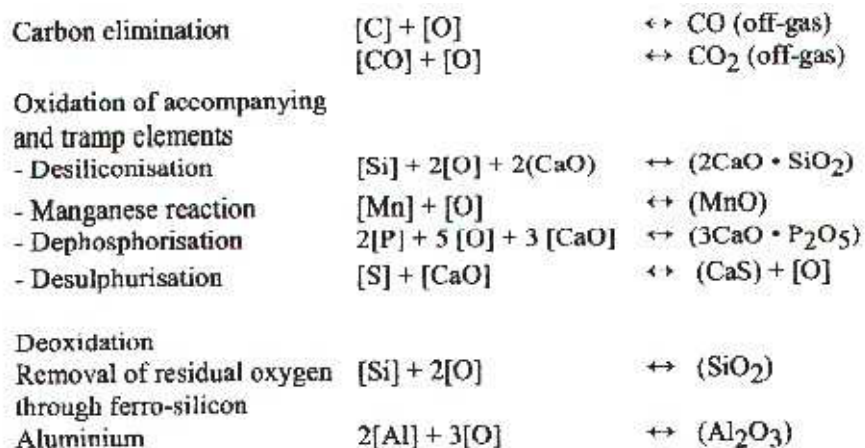 Carbon elimination [C] + [O] ↔ CO (off-gas)
[CO] + [O] ↔ CO2 (off-gas)
Oxidation of accompanying
and tramp elements
- Desiliconisation [Si] + 2[O] + 2(CaO) ↔ (2CaO • SiO2)
- Manganese reaction [Mn] + [O] ↔ (MnO)
- Dephosphorisation 2[P] + 5 [O] + 3 [CaO] ↔ (3CaO • P2O5)
- Desulphurisation [S] + [CaO] ↔ (CaS) + [O]
Deoxidation
Removal of residual oxygen [Si] + 2[O] ↔ (SiO2)
through ferro-silicon
Aluminium 2[Al] + 3[O] ↔ (Al2O3)